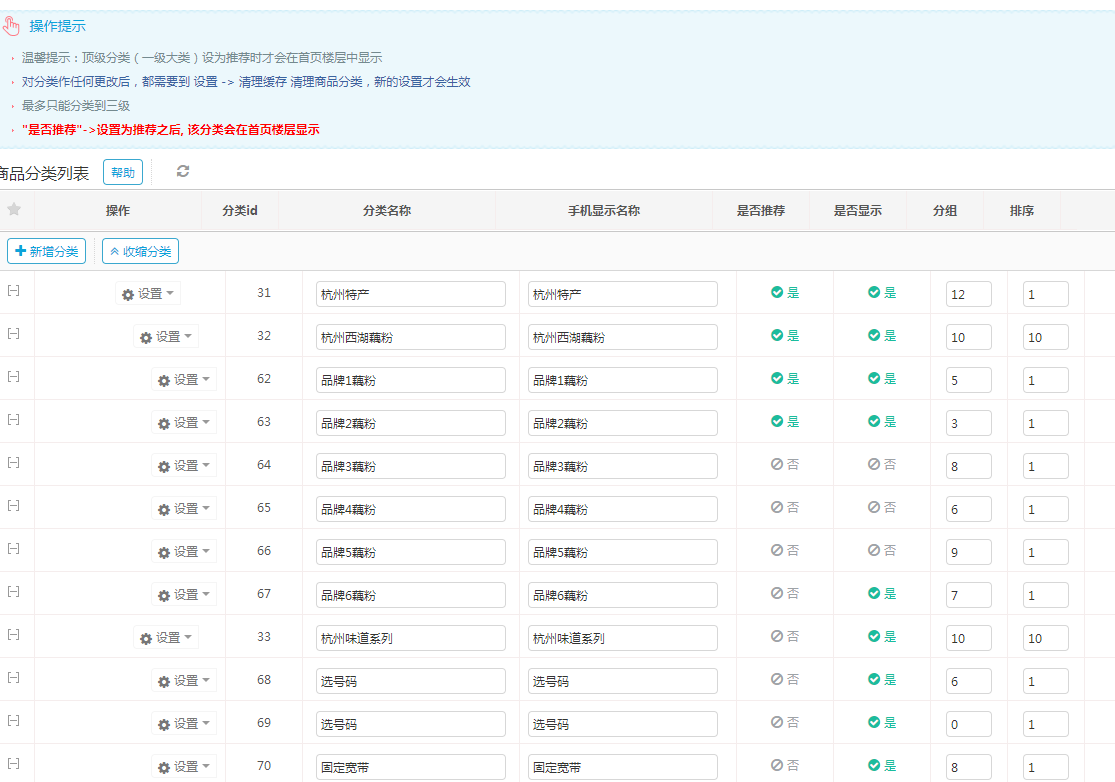 操作提示
温馨提示：顶级分类（一级大类）设为推荐时才会在首页楼层中显示
对分类作任何更改后，都需要到 设置 -> 清理缓存 清理商品分类，新的设置才会生效
最多只能分类到三级
"是否推荐"->设置为推荐之后, 该分类会在首页楼层显示
商品分类列表 帮助
操作 分类id 分类名称 手机显示名称 是否推荐 是否显示 分组 排序
新增分类 收缩分类
设置 31 杭州特产 杭州特产 是 是 12 1
设置 32 杭州西湖藕粉 杭州西湖藕粉 是 是 10 10
设置 62 品牌1藕粉 品牌1藕粉 是 是 5 1
设置 63 品牌2藕粉 品牌2藕粉 是 是 3 1
设置 64 品牌3藕粉 品牌3藕粉 否 否 8 1
设置 65 品牌4藕粉 品牌4藕粉 否 否 6 1
设置 66 品牌5藕粉 品牌5藕粉 否 否 9 1
设置 67 品牌6藕粉 品牌6藕粉 否 是 7 1
设置 33 杭州味道系列 杭州味道系列 否 是 10 10
设置 68 选号码 选号码 否 是 6 1
设置 69 选号码 选号码 否 是 0 1
设置 70 固定宽带 固定宽带 否 是 8 1